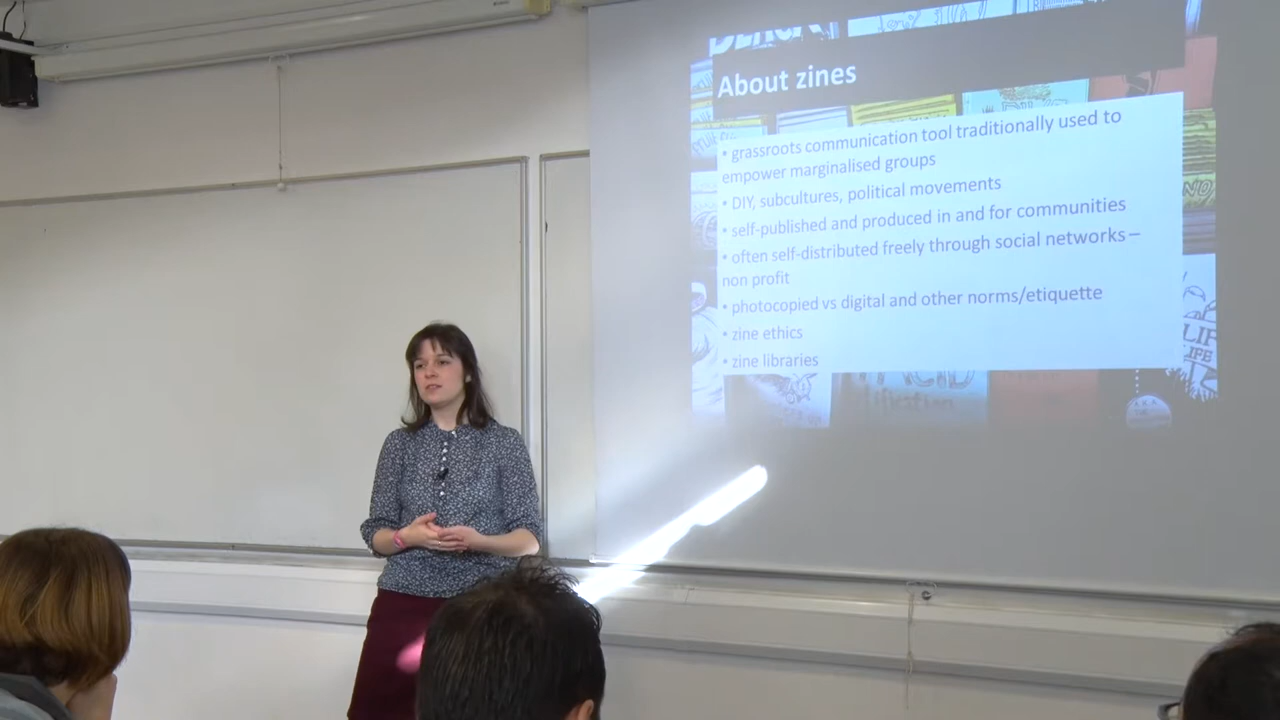 About zines
• grassroots communication tool traditionally used to
empower marginalised groups
• DIY, subcultures, political movements
• self-published and produced in and for communities
• often self-distributed freely through social networks –
non profit
• photocopied vs digital and other norms/etiquette
• zine ethics
• zine libraries